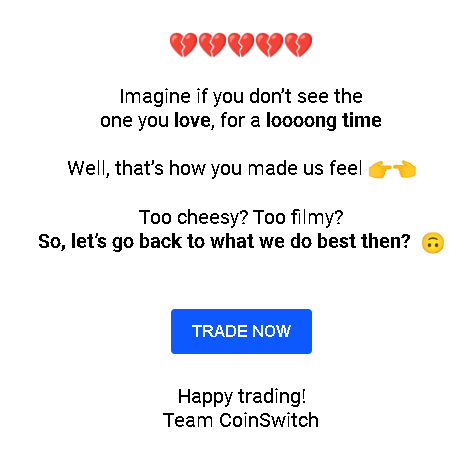 💔💔💔💔💔
Imagine if you don’t see the
one you love, for a loooong time
Well, that’s how you made us feel 👉👈
Too cheesy? Too filmy?
So, let’s go back to what we do best then? 🙃
TRADE NOW
Happy trading!
Team CoinSwitch